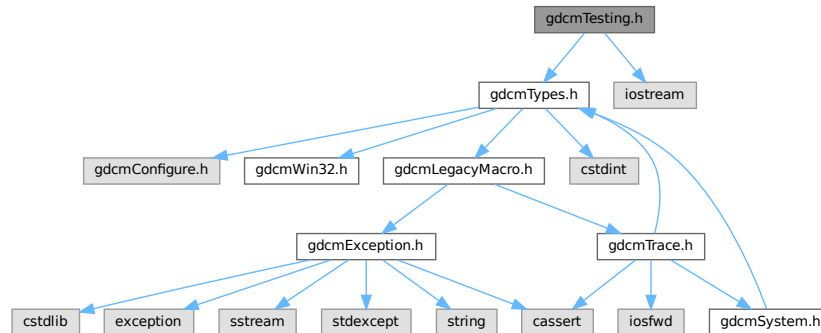 gdcmTesting.h
gdcmTypes.h
iostream
gdcmConfigure.h
gdcmWin32.h
gdcmLegacyMacro.h
cstdint
gdcmException.h
gdcmTrace.h
cstdlib
exception
sstream
stdexcept
string
cassert
iosfwd
gdcmSystem.h